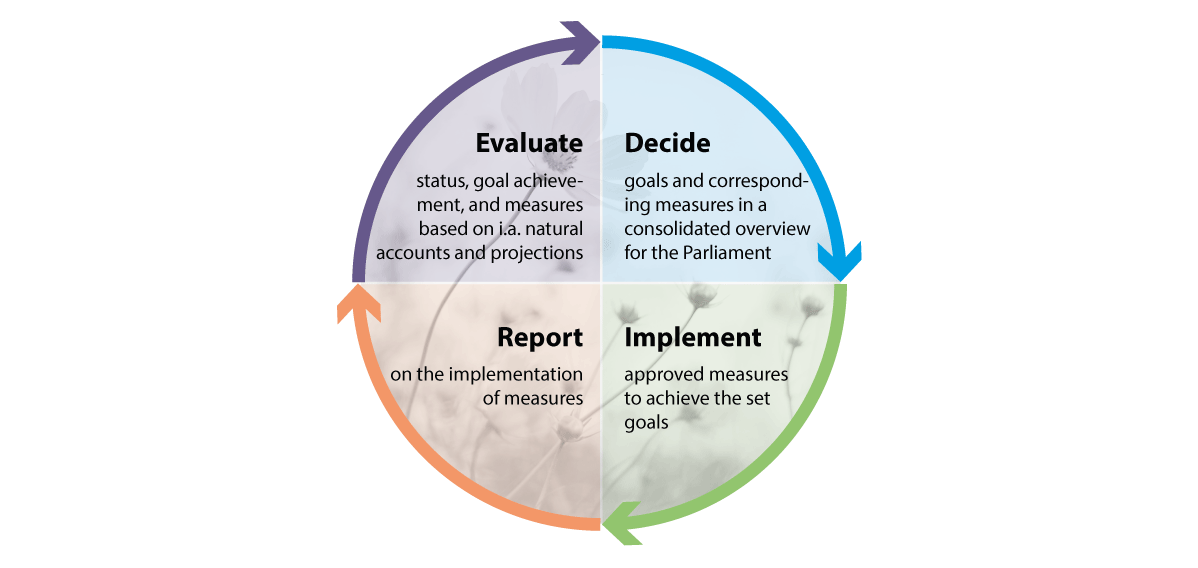 Evaluate
status, goal achieve-
ment, and measures
based on i.a. natural
accounts and projections
Decide
goals and correspond-
ing measures in a
consolidated overview
for the Parliament
Report
on the implementation
of measures
Implement
approved measures
to achieve the set
goals